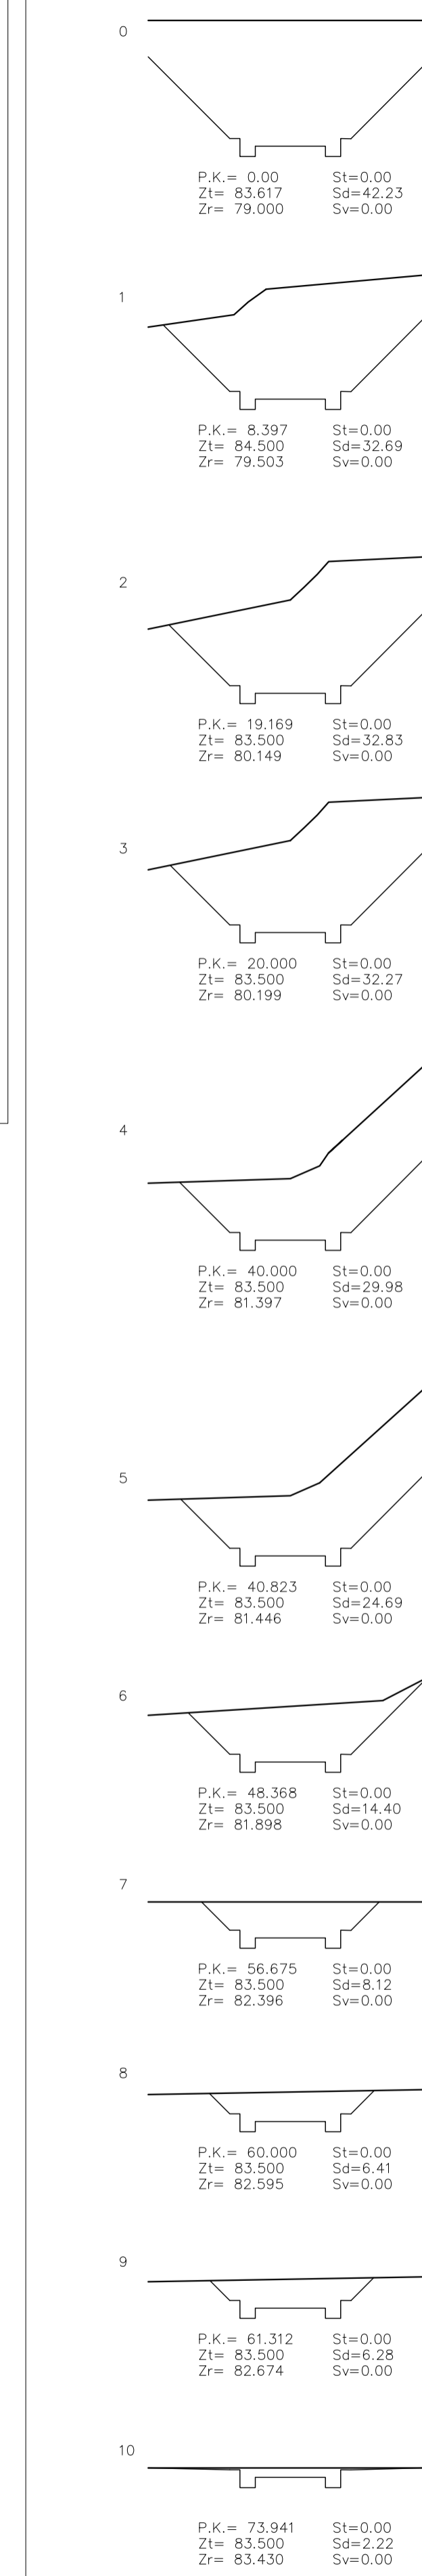 0
P.K.= 0.00 St=0.00
Zt= 83.617 Sd=42.23
Zr= 79.000 Sv=0.00
1
P.K.= 8.397 St=0.00
Zt= 84.500 Sd=32.69
Zr= 79.503 Sv=0.00
2
P.K.= 19.169 St=0.00
Zt= 83.500 Sd=32.83
Zr= 80.149 Sv=0.00
3
P.K.= 20.000 St=0.00
Zt= 83.500 Sd=32.27
Zr= 80.199 Sv=0.00
4
P.K.= 40.000 St=0.00
Zt= 83.500 Sd=29.98
Zr= 81.397 Sv=0.00
5
P.K.= 40.823 St=0.00
Zt= 83.500 Sd=24.69
Zr= 81.446 Sv=0.00
6
P.K.= 48.368 St=0.00
Zt= 83.500 Sd=14.40
Zr= 81.898 Sv=0.00
7
P.K.= 56.675 St=0.00
Zt= 83.500 Sd=8.12
Zr= 82.396 Sv=0.00
8
P.K.= 60.000 St=0.00
Zt= 83.500 Sd=6.41
Zr= 82.595 Sv=0.00
9
P.K.= 61.312 St=0.00
Zt= 83.500 Sd=6.28
Zr= 82.674 Sv=0.00
10
P.K.= 73.941 St=0.00
Zt= 83.500 Sd=2.22
Zr= 83.430 Sv=0.00